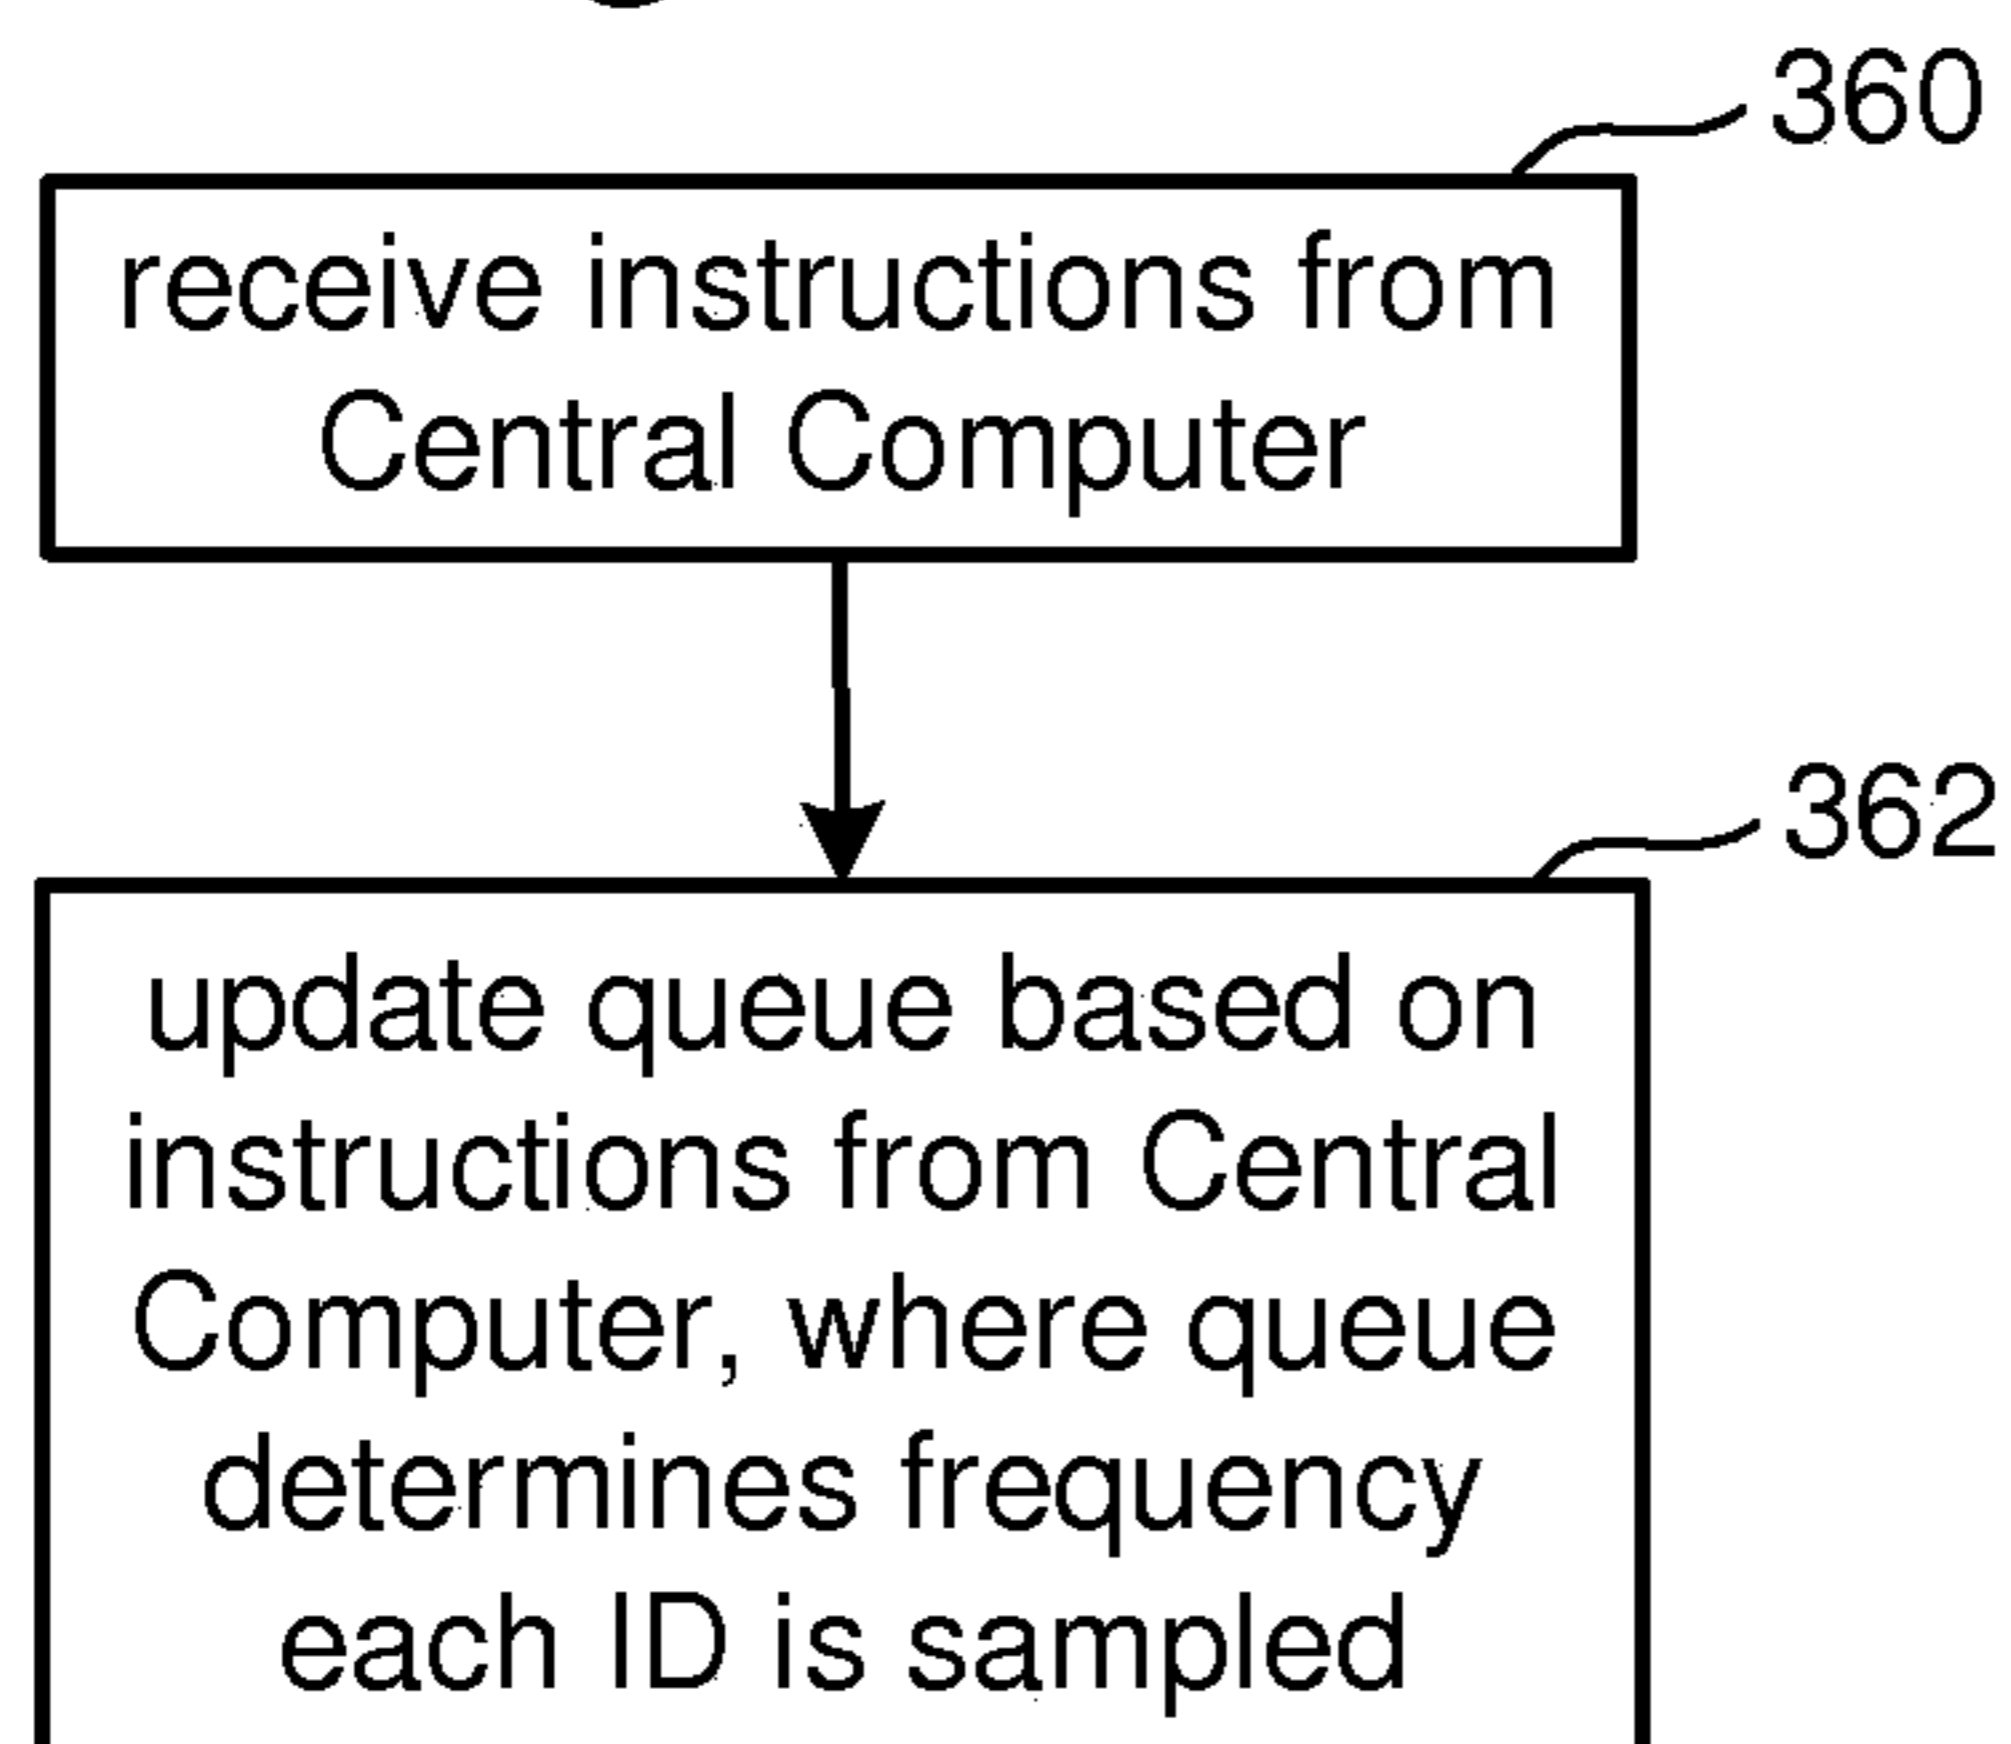 360
receive instructions from
Central Computer
362
update queue based on
instructions from Central
Computer, where queue
determines frequency
each ID is sampled